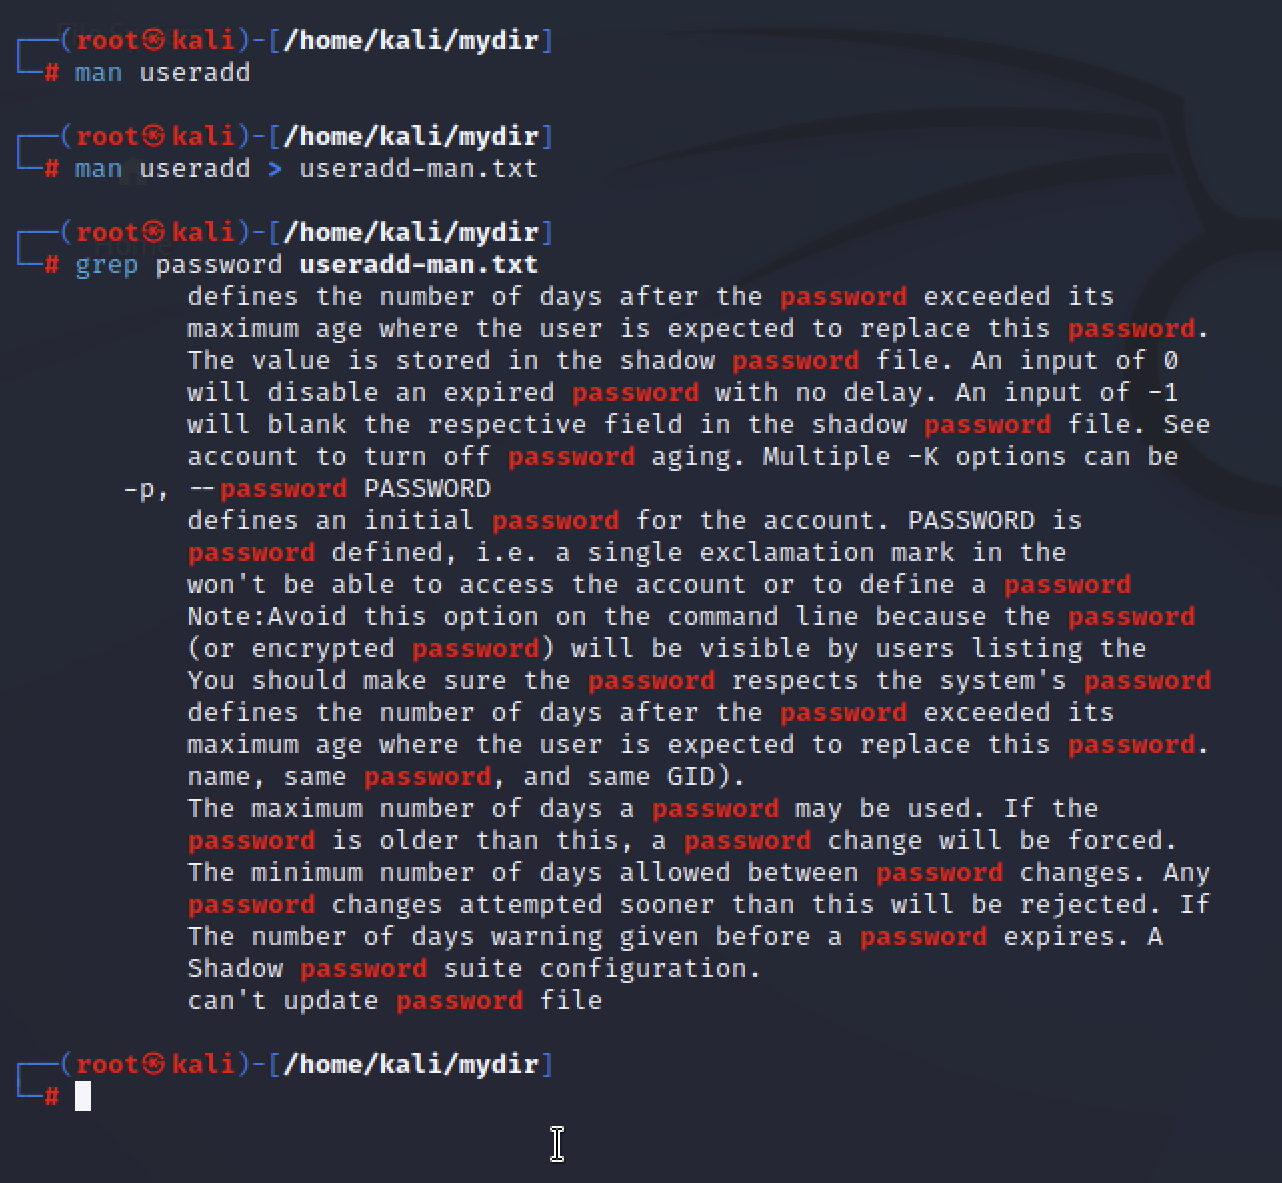 ┌──(root㉿kali)-[/home/kali/mydir]
└─# man useradd
┌──(root㉿kali)-[/home/kali/mydir]
└─# man useradd > useradd-man.txt
┌──(root㉿kali)-[/home/kali/mydir]
└─# grep password useradd-man.txt
defines the number of days after the password exceeded its
maximum age where the user is expected to replace this password.
The value is stored in the shadow password file. An input of 0
will disable an expired password with no delay. An input of -1
will blank the respective field in the shadow password file. See
account to turn off password aging. Multiple -K options can be
-p, --password PASSWORD
defines an initial password for the account. PASSWORD is
password defined, i.e. a single exclamation mark in the
won't be able to access the account or to define a password
Note:Avoid this option on the command line because the password
(or encrypted password) will be visible by users listing the
You should make sure the password respects the system's password
defines the number of days after the password exceeded its
maximum age where the user is expected to replace this password.
name, same password, and same GID).
The maximum number of days a password may be used. If the
password is older than this, a password change will be forced.
The minimum number of days allowed between password changes. Any
password changes attempted sooner than this will be rejected. If
The number of days warning given before a password expires. A
Shadow password suite configuration.
can't update password file
┌──(root㉿kali)-[/home/kali/mydir]
└─#